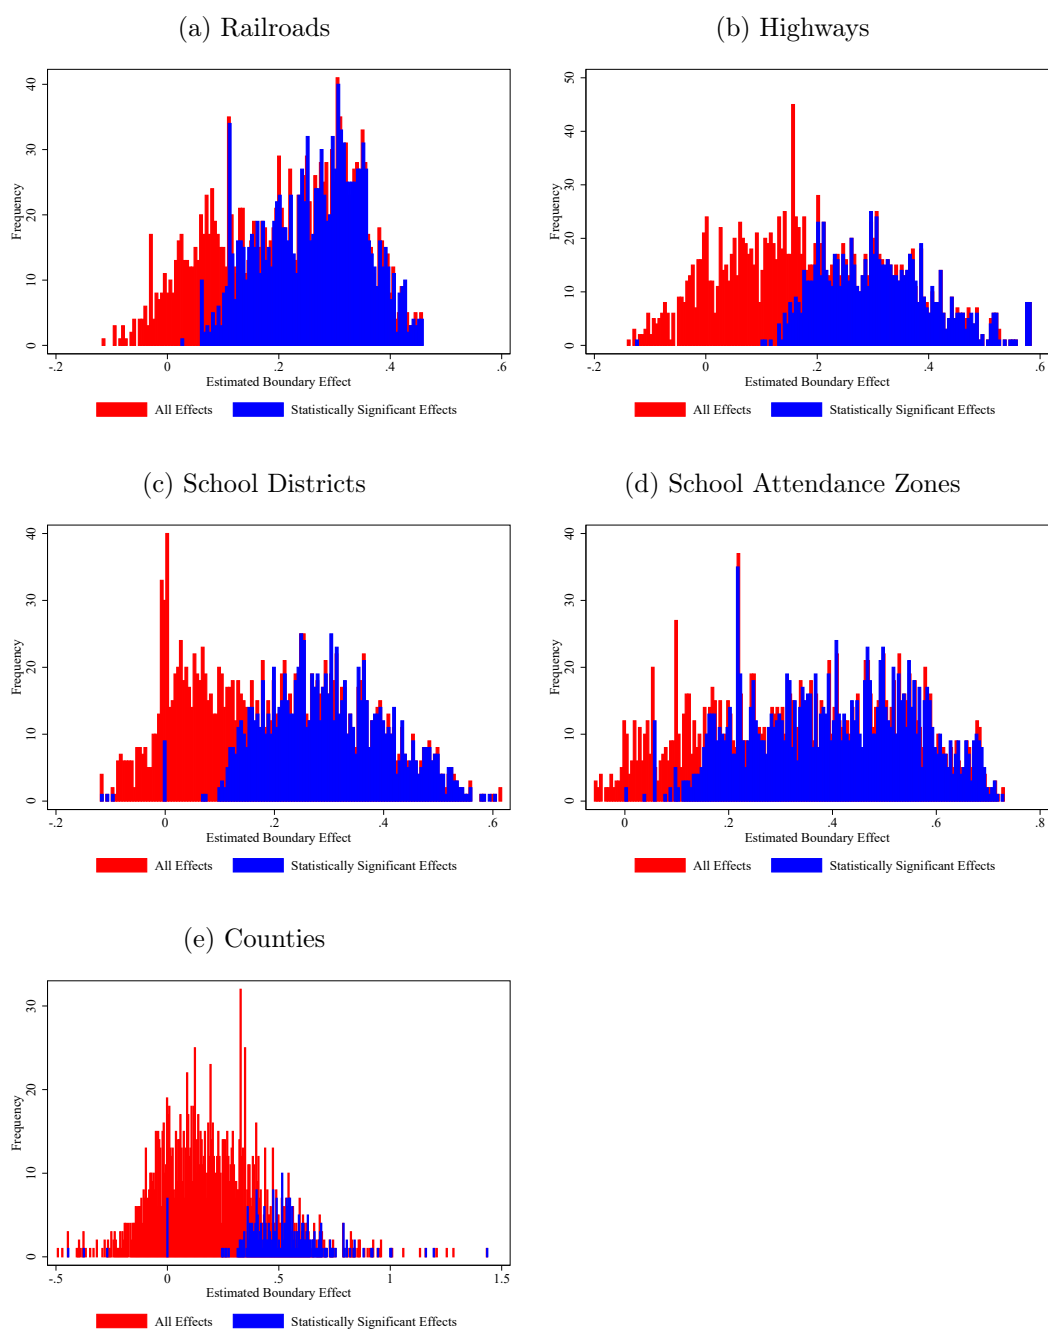 (a) Railroads
(b) Highways
Frequency
0
10
20
30
40
-.2
0
.2
.4
.6
Estimated Boundary Effect
All Effects
Statistically Significant Effects
Frequency
0
10
20
30
40
50
-.2
0
.2
.4
.6
Estimated Boundary Effect
All Effects
Statistically Significant Effects
(c) School Districts
(d) School Attendance Zones
Frequency
0
10
20
30
40
-.2
0
.2
.4
.6
Estimated Boundary Effect
All Effects
Statistically Significant Effects
Frequency
0
10
20
30
40
0
.2
.4
.6
.8
Estimated Boundary Effect
All Effects
Statistically Significant Effects
(e) Counties
Frequency
0
10
20
30
-.5
0
.5
1
1.5
Estimated Boundary Effect
All Effects
Statistically Significant Effects